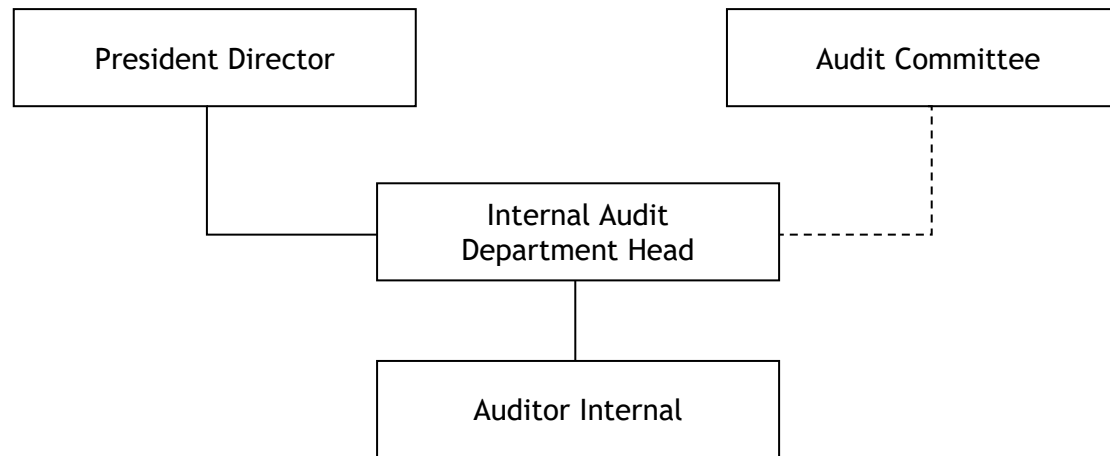 President Director
Audit Committee
Internal Audit
Department Head
Auditor Internal